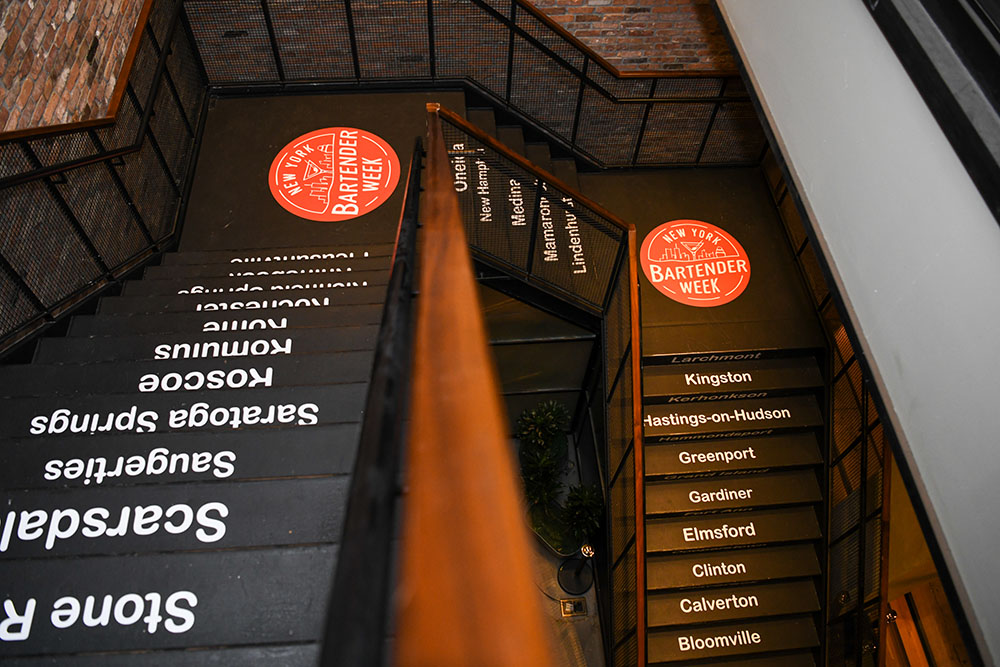 NEW YORK
BARTENDER
WEEK
Rochester
Rome
Romulus
Roscoe
Saratoga Springs
Saugerties
Scarsdale
Stone R
Oneida
New Hamp
Medina
Mamaron
Lindenhurst
NEW YORK
BARTENDER
WEEK
Larchmont
Kingston
Kerhonkson
Hastings-on-Hudson
Hammondsport
Greenport
Grand Island
Gardiner
Elmsford
Clinton
Calverton
Bloomville